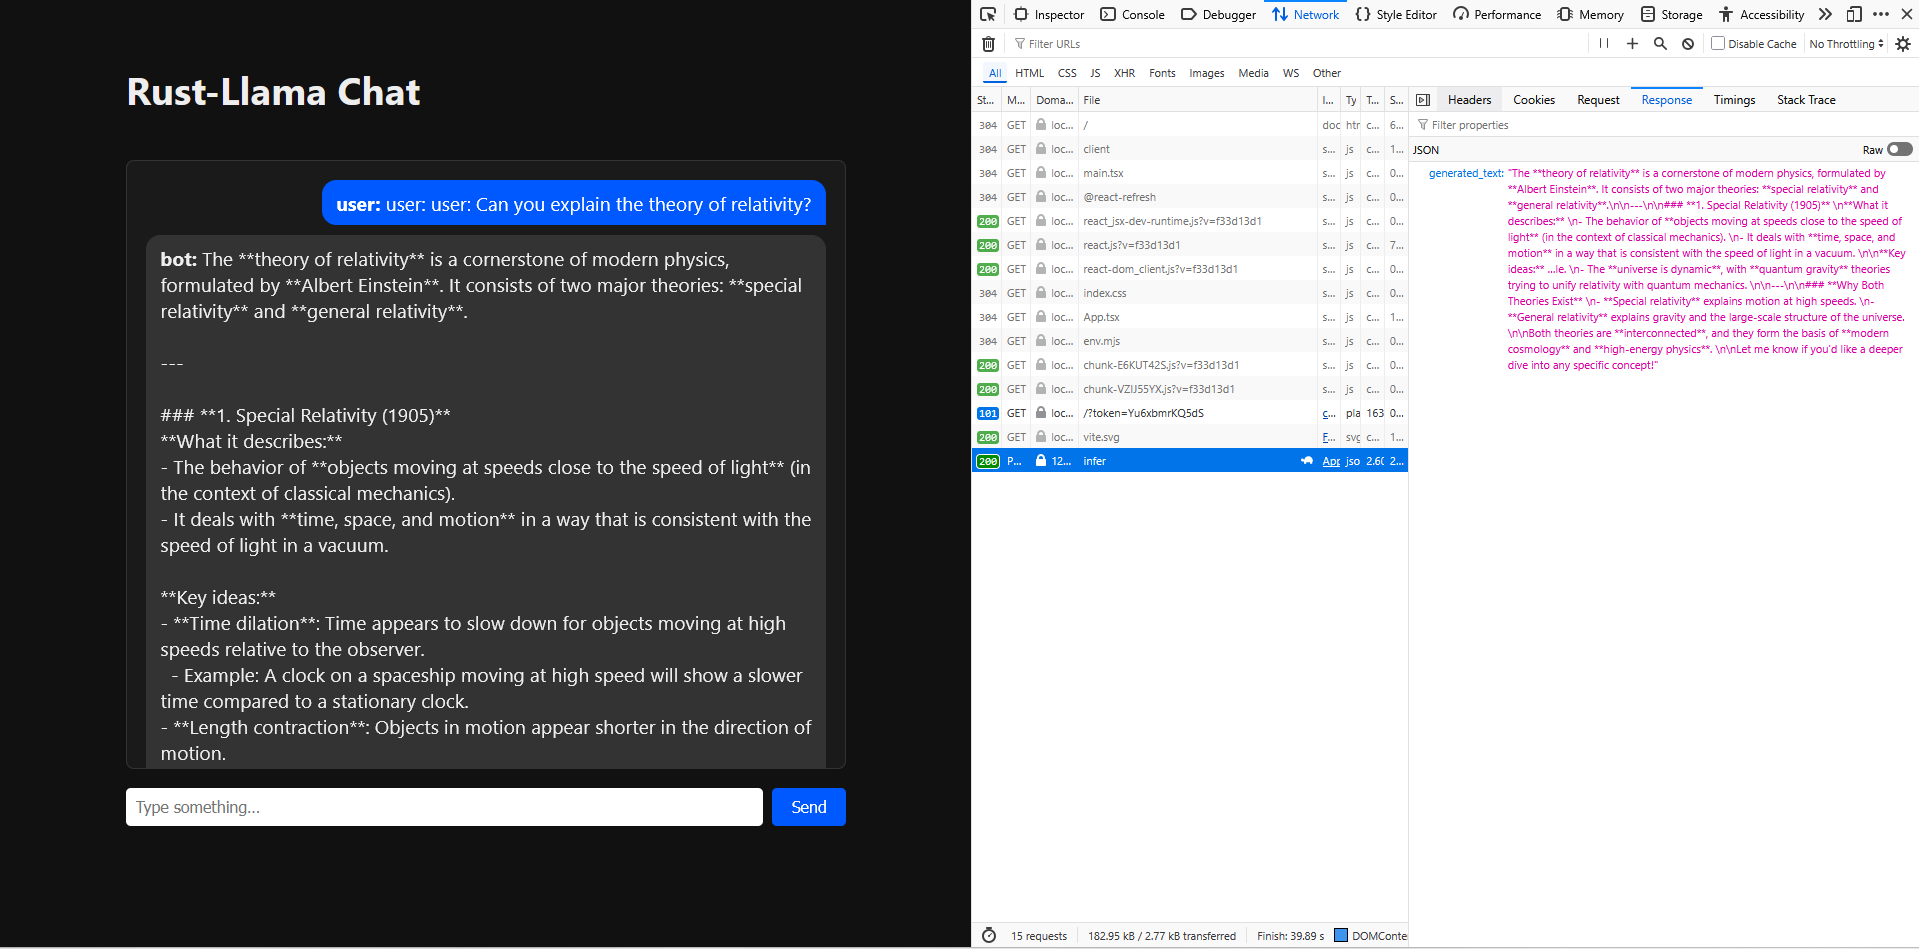 Rust-Llama Chat
user: user: user: Can you explain the theory of relativity?
bot: The **theory of relativity** is a cornerstone of modern physics,
formulated by **Albert Einstein**. It consists of two major theories: **special
relativity** and **general relativity**.
---
### **1. Special Relativity (1905)**
**What it describes:**
- The behavior of **objects moving at speeds close to the speed of light** (in
the context of classical mechanics).
- It deals with **time, space, and motion** in a way that is consistent with the
speed of light in a vacuum.
**Key ideas:**
- **Time dilation**: Time appears to slow down for objects moving at high
speeds relative to the observer.
- Example: A clock on a spaceship moving at high speed will show a slower
time compared to a stationary clock.
- **Length contraction**: Objects in motion appear shorter in the direction of
motion.
Type something...
Send
Inspector Console Debugger Network Style Editor Performance Memory Storage Accessibility
Filter URLs
Disable Cache No Throttling
All HTML CSS JS XHR Fonts Images Media WS Other
St... M... Doma... File I... Ty T... S...
304 GET loc... / doc htr c... 6...
304 GET loc... client s... js c... 1...
304 GET loc... main.tsx s... js c... 0...
304 GET loc... @react-refresh s... js c... 0...
200 GET loc... react_jsx-dev-runtime.js?v=f33d13d1 s... js c... 0...
200 GET loc... react.js?v=f33d13d1 s... js c... 7...
200 GET loc... react-dom_client.js?v=f33d13d1 s... js c... 0...
304 GET loc... index.css s... js c... 0...
304 GET loc... App.tsx s... js c... 1...
304 GET loc... env.mjs s... js c... 0...
200 GET loc... chunk-E6KUT42S.js?v=f33d13d1 s... js c... 0...
200 GET loc... chunk-VZIJ55YX.js?v=f33d13d1 s... js c... 0...
101 GET loc... /?token=Yu6xbmrKQ5dS c... pla 163 0...
200 GET loc... vite.svg F... svg c... 1...
200 P... 12... infer App jso 2.60 2...
15 requests 182.95 kB / 2.77 kB transferred Finish: 39.89 s DOMConte
Headers Cookies Request Response Timings Stack Trace
Filter properties
JSON Raw
generated_text: "The **theory of relativity** is a cornerstone of modern physics, formulated by
**Albert Einstein**. It consists of two major theories: **special relativity** and
**general relativity**.\n\n---\n\n### **1. Special Relativity (1905)** \n**What it
describes:** \n- The behavior of **objects moving at speeds close to the speed of
light** (in the context of classical mechanics). \n- It deals with **time, space, and
motion** in a way that is consistent with the speed of light in a vacuum. \n\n**Key
ideas:** ...le. \n- The **universe is dynamic**, with **quantum gravity** theories
trying to unify relativity with quantum mechanics. \n\n---\n\n### **Why Both
Theories Exist** \n- **Special relativity** explains motion at high speeds. \n-
**General relativity** explains gravity and the large-scale structure of the universe.
\n\nBoth theories are **interconnected**, and they form the basis of **modern
cosmology** and **high-energy physics**. \n\nLet me know if you'd like a deeper
dive into any specific concept!"